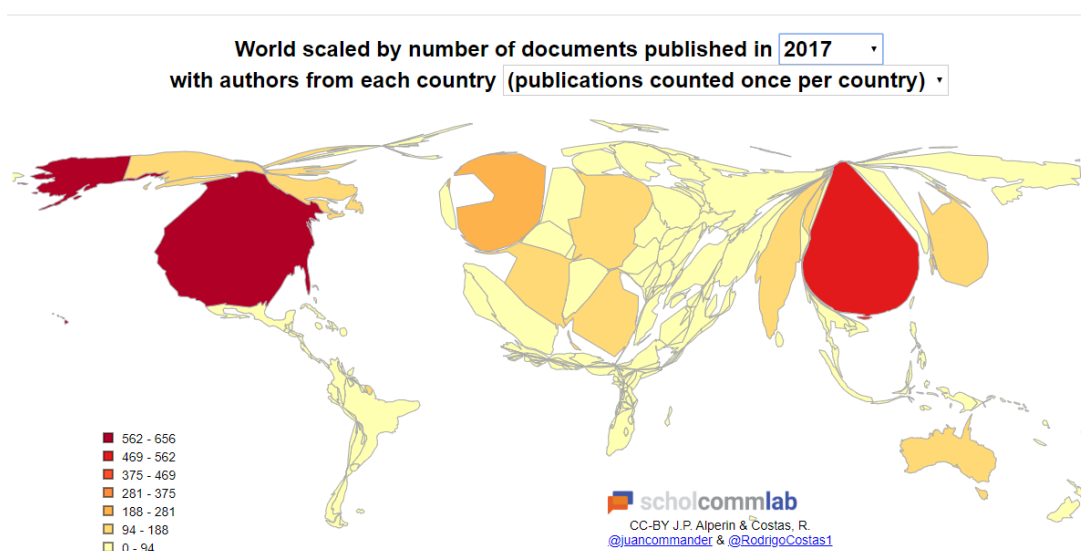 World scaled by number of documents published in 2017
with authors from each country (publications counted once per country)
562 - 656
469 - 562
375 - 469
281 - 375
188 - 281
94 - 188
0 - 94
scholcommlab
CC-BY J.P. Alperin & Costas, R.
@juancommander & @RodrigoCostas1